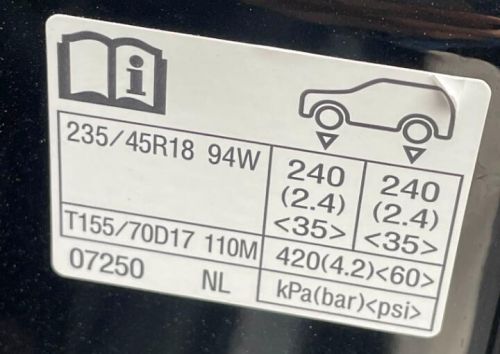 i
235/45R18 94W
240 240
(2.4) (2.4)
<35> <35>
T155/70D17 110M 420(4.2)<60>
07250 NL kPa(bar)<psi>